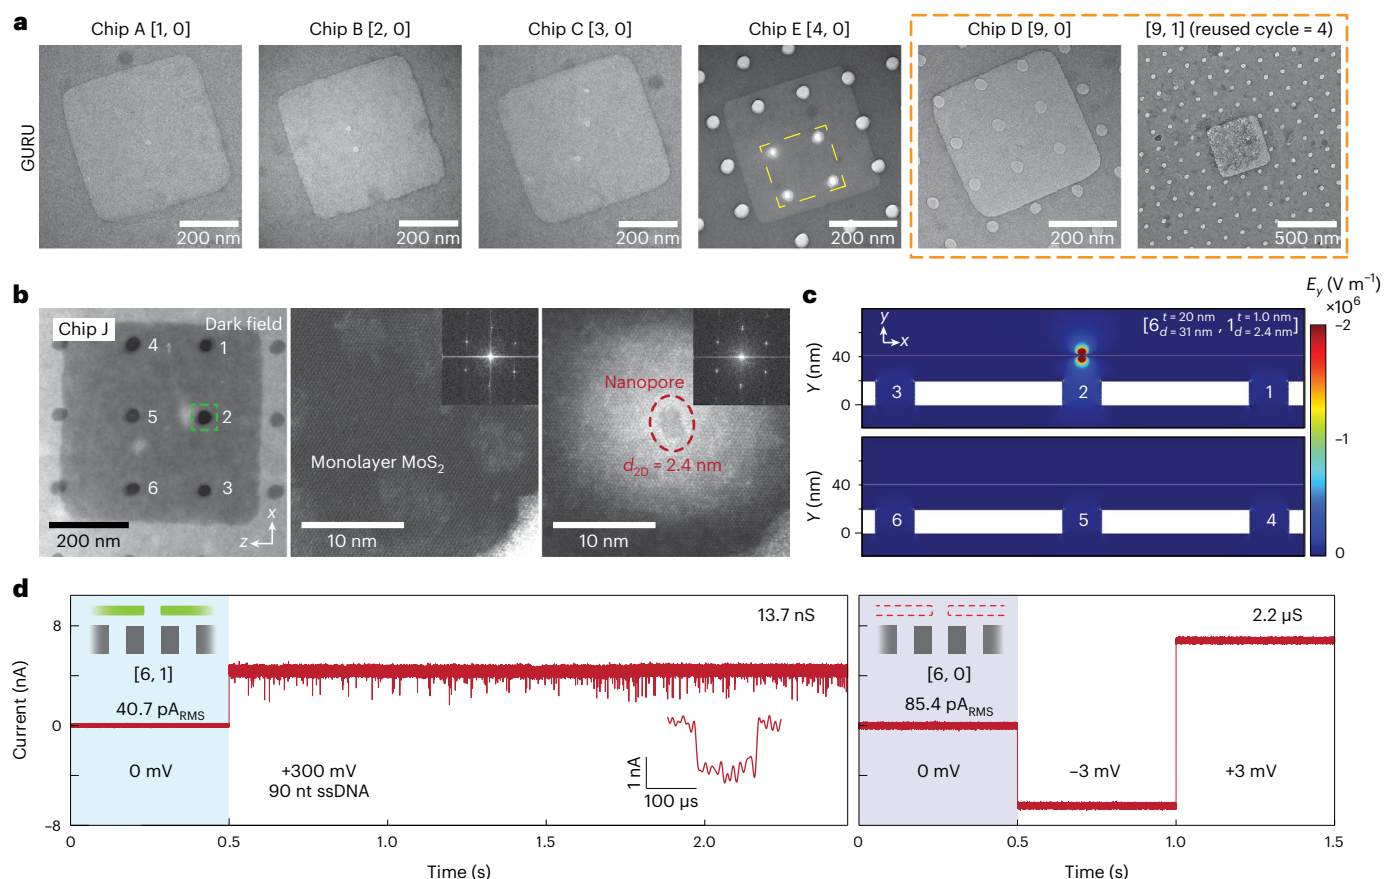 a
Chip A [1, 0]
Chip B [2, 0]
Chip C [3, 0]
Chip E [4, 0]
Chip D [9, 0]
[9, 1] (reused cycle = 4)
GURU
200 nm
200 nm
200 nm
200 nm
200 nm
500 nm
b
Chip J
Dark field
4
1
5
2
6
3
200 nm
x
z
Monolayer MoS2
10 nm
Nanopore
d2D = 2.4 nm
10 nm
c
Ey (V m−1)
×10⁶
−2
−1
0
y
x
[6 t = 20 nm d = 31 nm , 1 t = 1.0 nm d = 2.4 nm]
Y (nm)
40
0
3
2
1
Y (nm)
40
0
6
5
4
d
Current (nA)
8
0
−8
[6, 1]
40.7 pARMS
0 mV
+300 mV
90 nt ssDNA
13.7 nS
1 nA
100 µs
0
0.5
1.0
1.5
2.0
Time (s)
[6, 0]
85.4 pARMS
0 mV
−3 mV
+3 mV
2.2 µS
0
0.5
1.0
1.5
Time (s)